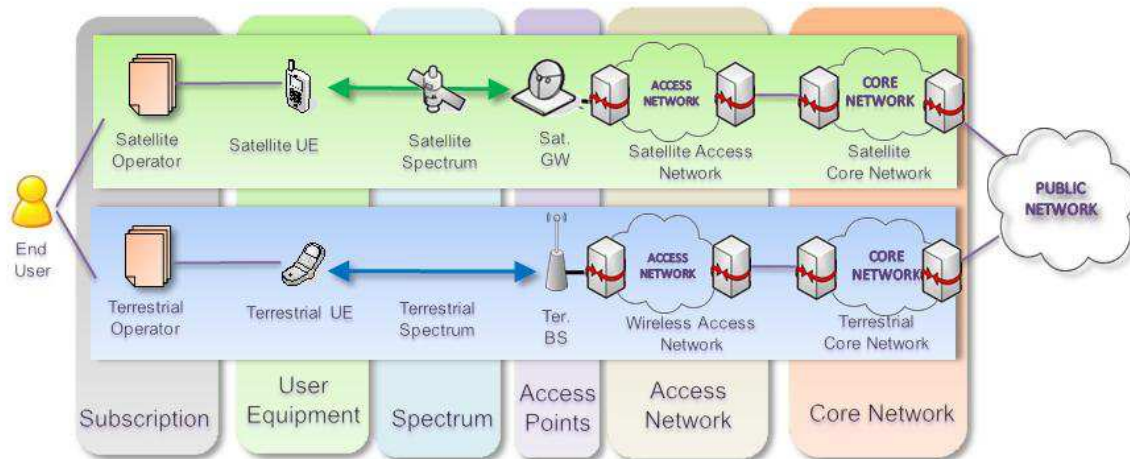 ACCESS
NETWORK
CORE
NETWORK
Satellite
Operator
Satellite UE
Satellite
Spectrum
Sat.
GW
Satellite Access
Network
Satellite
Core Network
End
User
PUBLIC
NETWORK
ACCESS
NETWORK
CORE
NETWORK
Terrestrial
Operator
Terrestrial UE
Terrestrial
Spectrum
Ter.
BS
Wireless Access
Network
Terrestrial
Core Network
Subscription
User
Equipment
Spectrum
Access
Points
Access
Network
Core Network